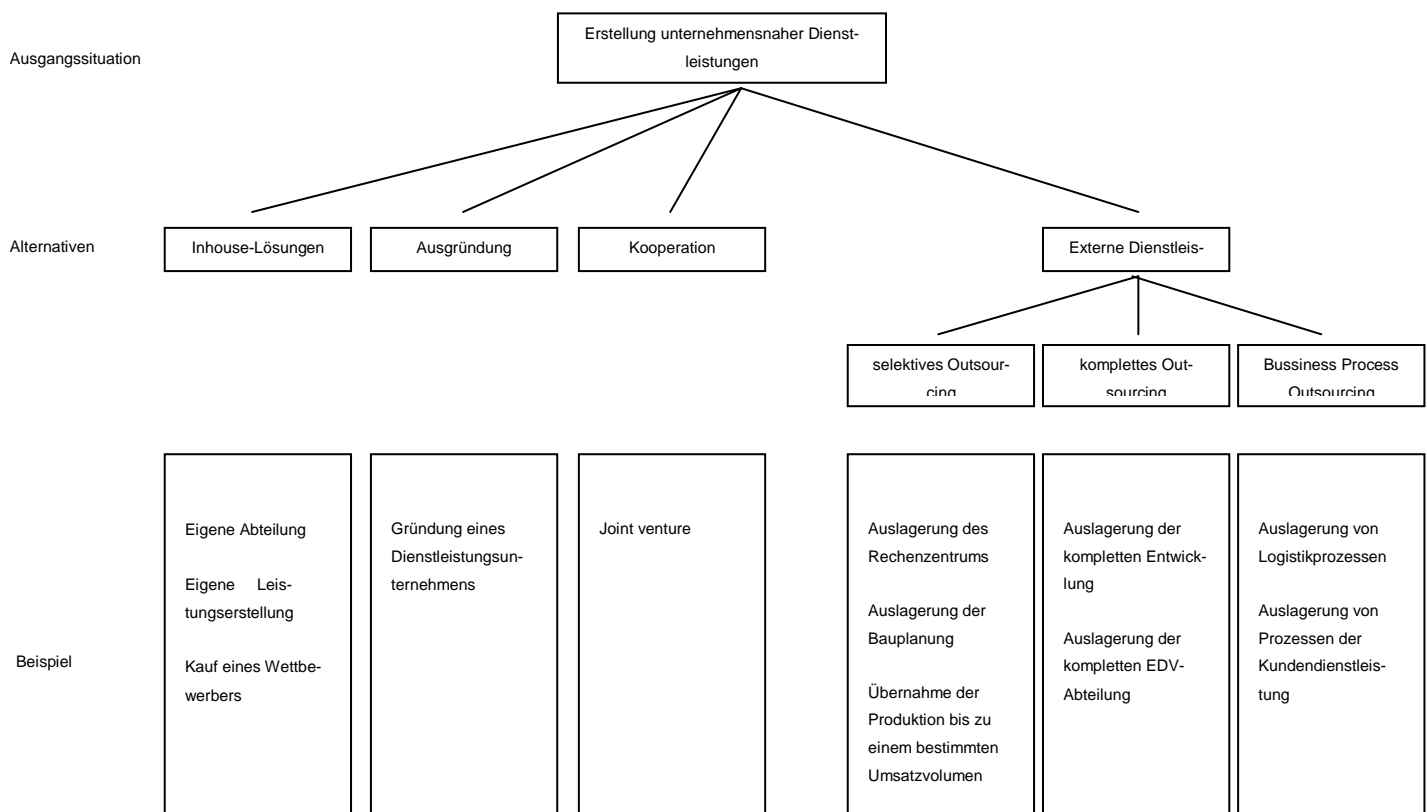 Erstellung unternehmensnaher Dienst-
leistungen
Ausgangssituation
Alternativen
Inhouse-Lösungen
Ausgründung
Kooperation
Externe Dienstleis-
selektives Outsour-
cing
komplettes Out-
sourcing
Bussiness Process
Outsourcing
Beispiel
Eigene Abteilung
Eigene Leis-
tungserstellung
Kauf eines Wettbe-
werbers
Gründung eines
Dienstleistungsun-
ternehmens
Joint venture
Auslagerung des
Rechenzentrums
Auslagerung der
Bauplanung
Übernahme der
Produktion bis zu
einem bestimmten
Umsatzvolumen
Auslagerung der
kompletten Entwick-
lung
Auslagerung der
kompletten EDV-
Abteilung
Auslagerung von
Logistikprozessen
Auslagerung von
Prozessen der
Kundendienstleis-
tung